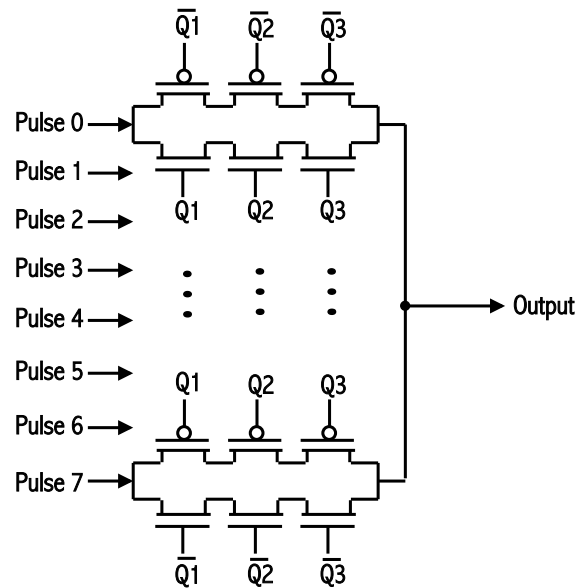 Q̅1 Q̅2 Q̅3
Pulse 0
Pulse 1
Q1 Q2 Q3
Pulse 2
Pulse 3
Pulse 4
Output
Pulse 5
Q1 Q2 Q3
Pulse 6
Pulse 7
Q̅1 Q̅2 Q̅3